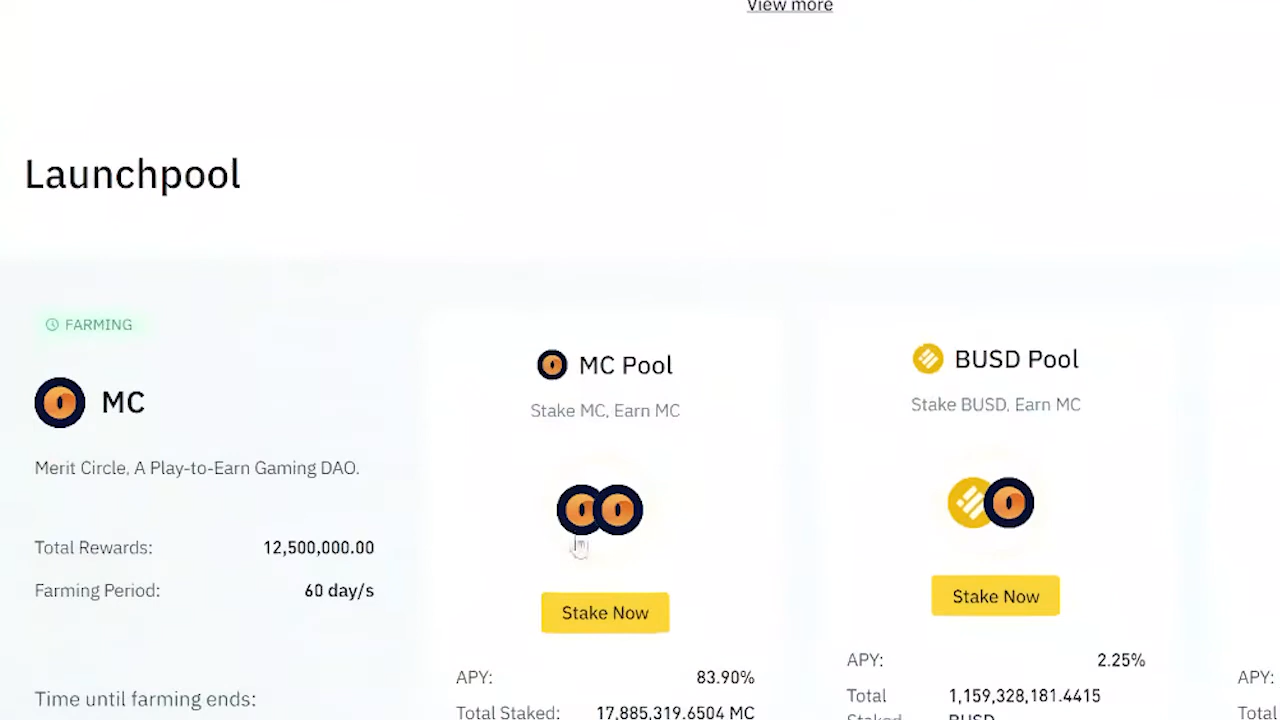 View more
Launchpool
FARMING
MC
Merit Circle, A Play-to-Earn Gaming DAO.
Total Rewards: 12,500,000.00
Farming Period: 60 day/s
Time until farming ends:
MC Pool
Stake MC, Earn MC
Stake Now
APY: 83.90%
Total Staked: 17,885,319.6504 MC
BUSD Pool
Stake BUSD, Earn MC
Stake Now
APY: 2.25%
Total 1,159,328,181.4415
Staked: BUSD
APY:
Total